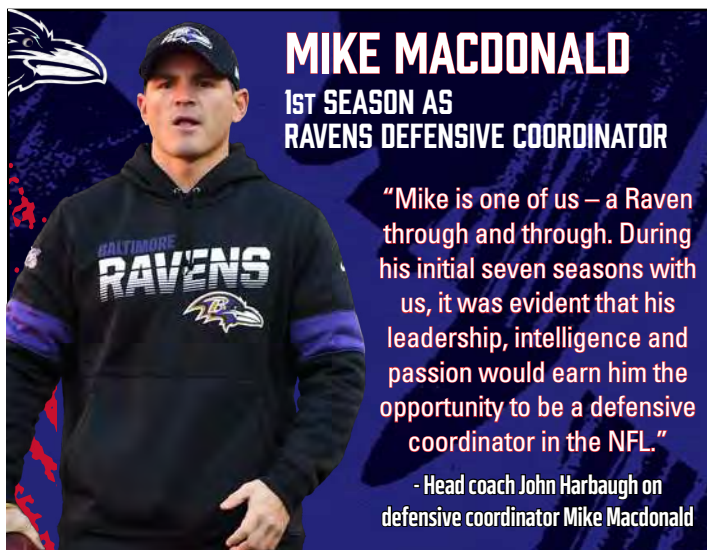 MIKE MACDONALD
1ST SEASON AS
RAVENS DEFENSIVE COORDINATOR
“Mike is one of us – a Raven
through and through. During
his initial seven seasons with
us, it was evident that his
leadership, intelligence and
passion would earn him the
opportunity to be a defensive
coordinator in the NFL.”
- Head coach John Harbaugh on
defensive coordinator Mike Macdonald
BALTIMORE
RAVENS